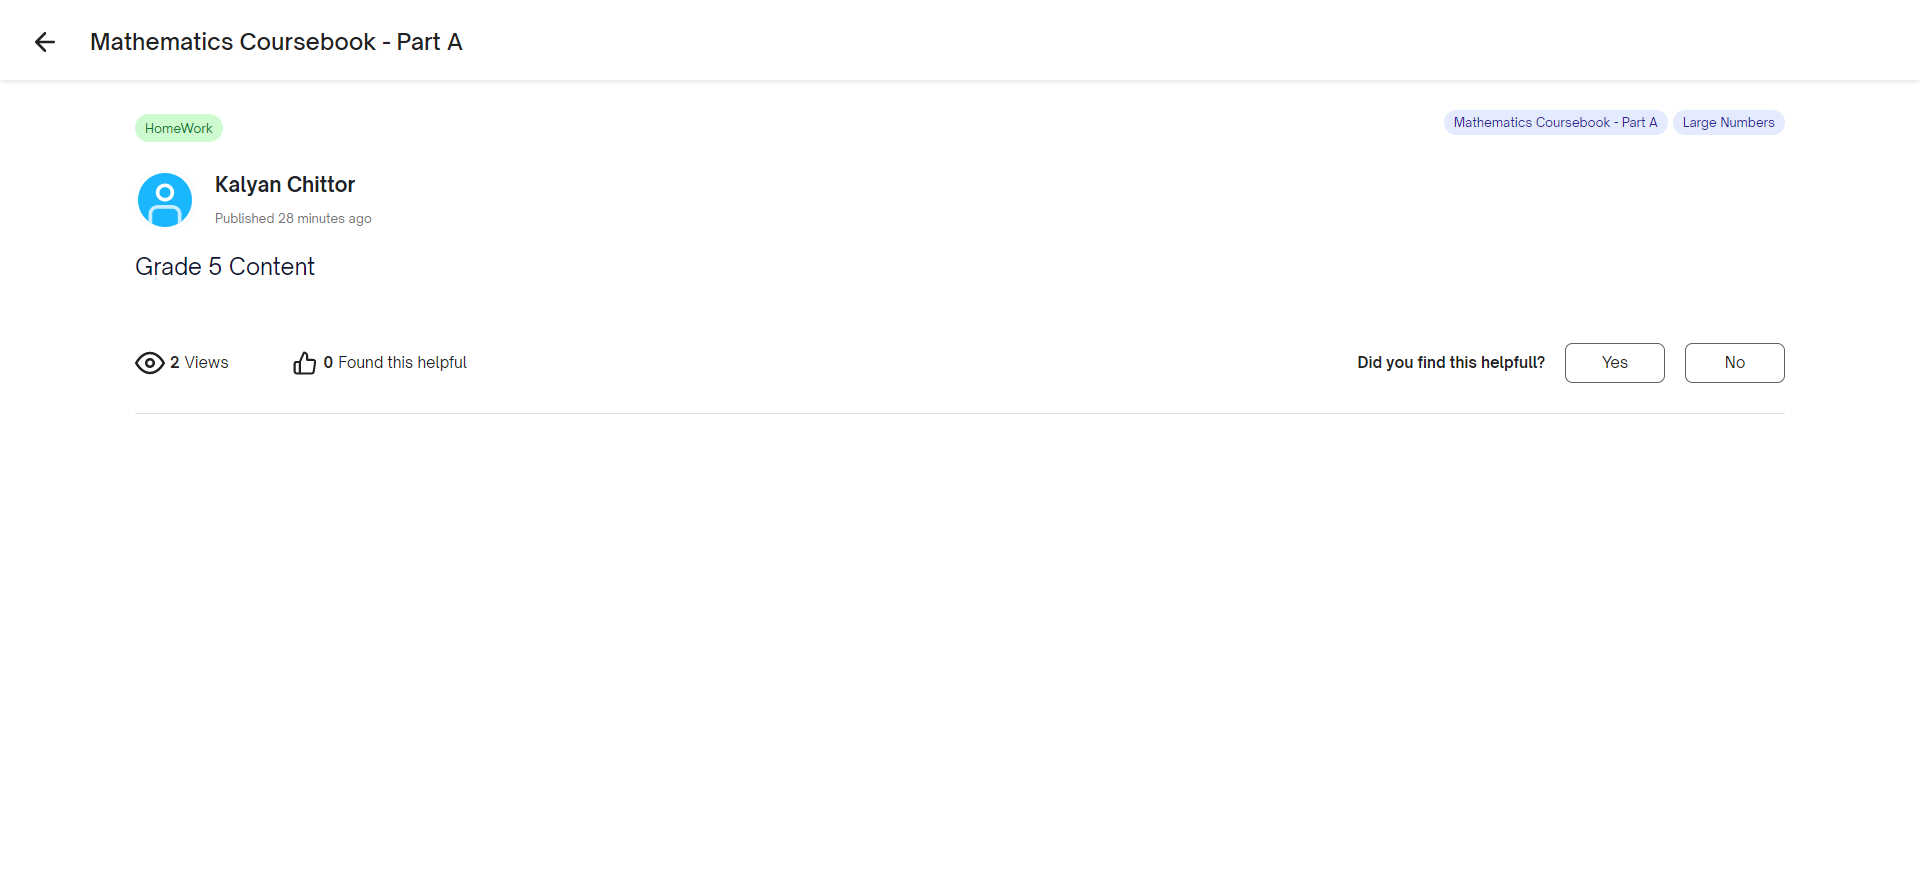 Mathematics Coursebook - Part A
HomeWork
Mathematics Coursebook - Part A
Large Numbers
Kalyan Chittor
Published 28 minutes ago
Grade 5 Content
2 Views
0 Found this helpful
Did you find this helpfull?
Yes
No